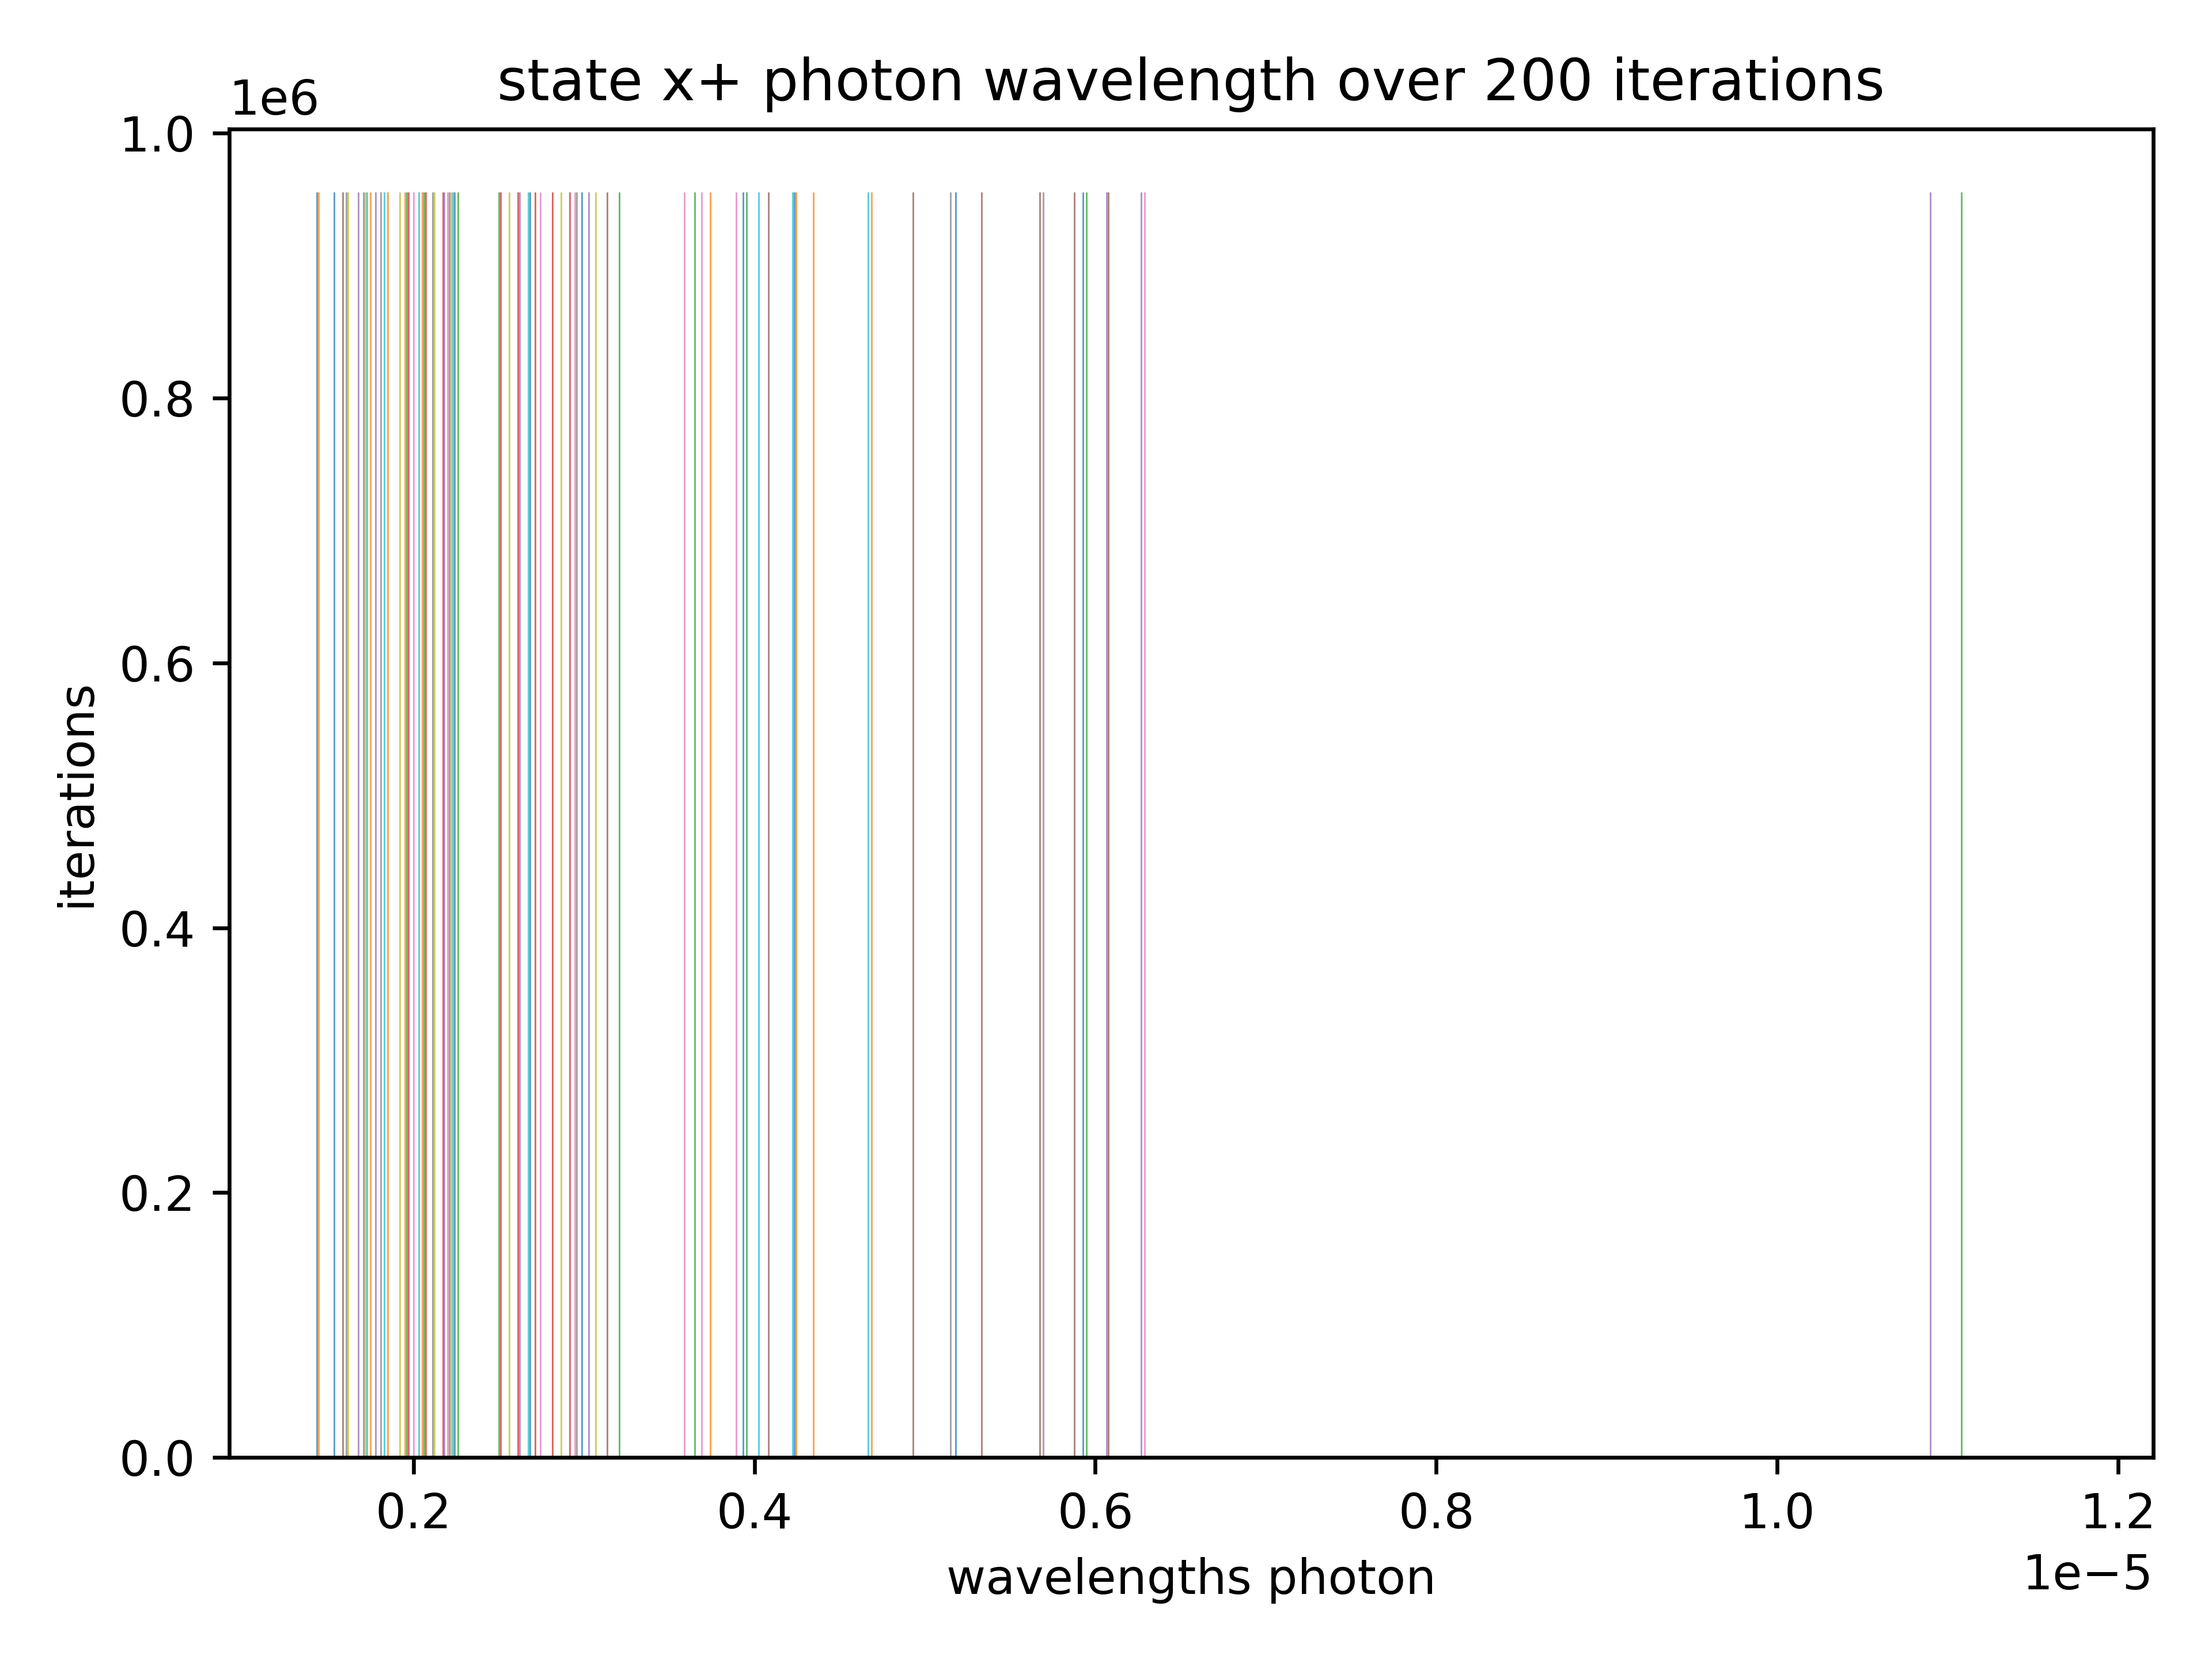 state x+ photon wavelength over 200 iterations
1e6
1.0
0.8
0.6
0.4
0.2
0.0
iterations
0.2 0.4 0.6 0.8 1.0 1.2
1e−5
wavelengths photon